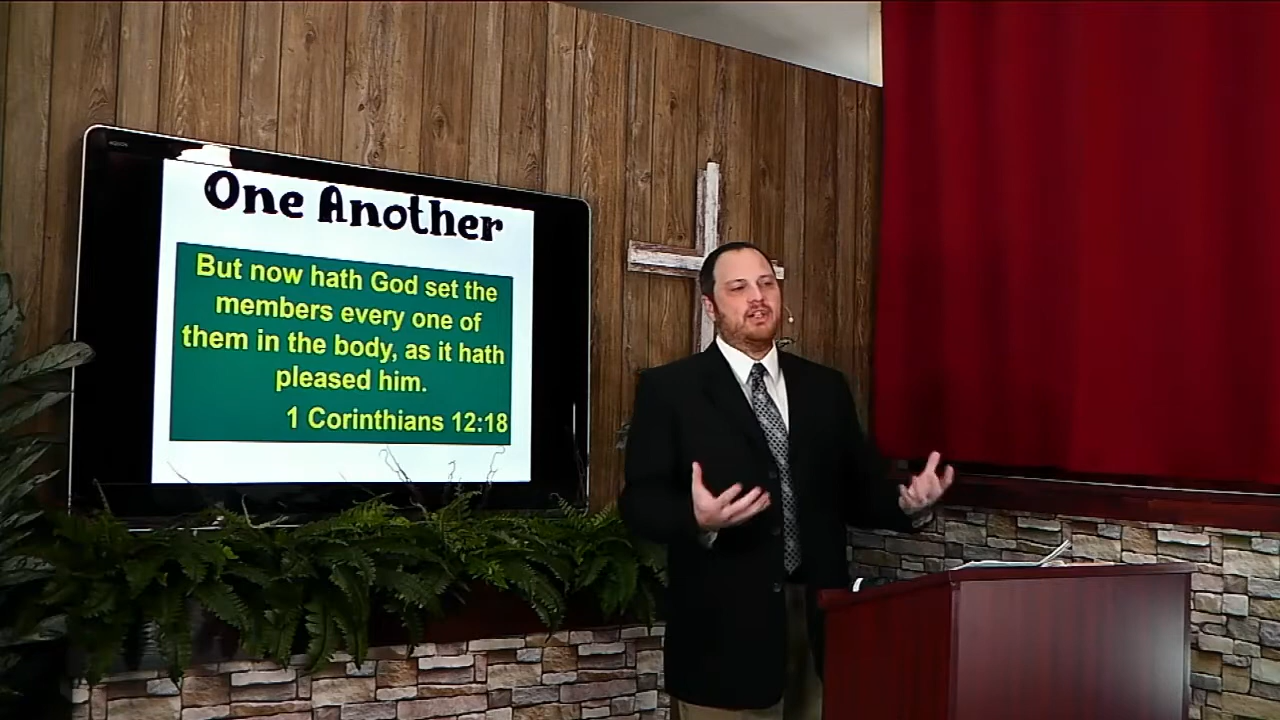 One Another
But now hath God set the
members every one of
them in the body, as it hath
pleased him.
1 Corinthians 12:18